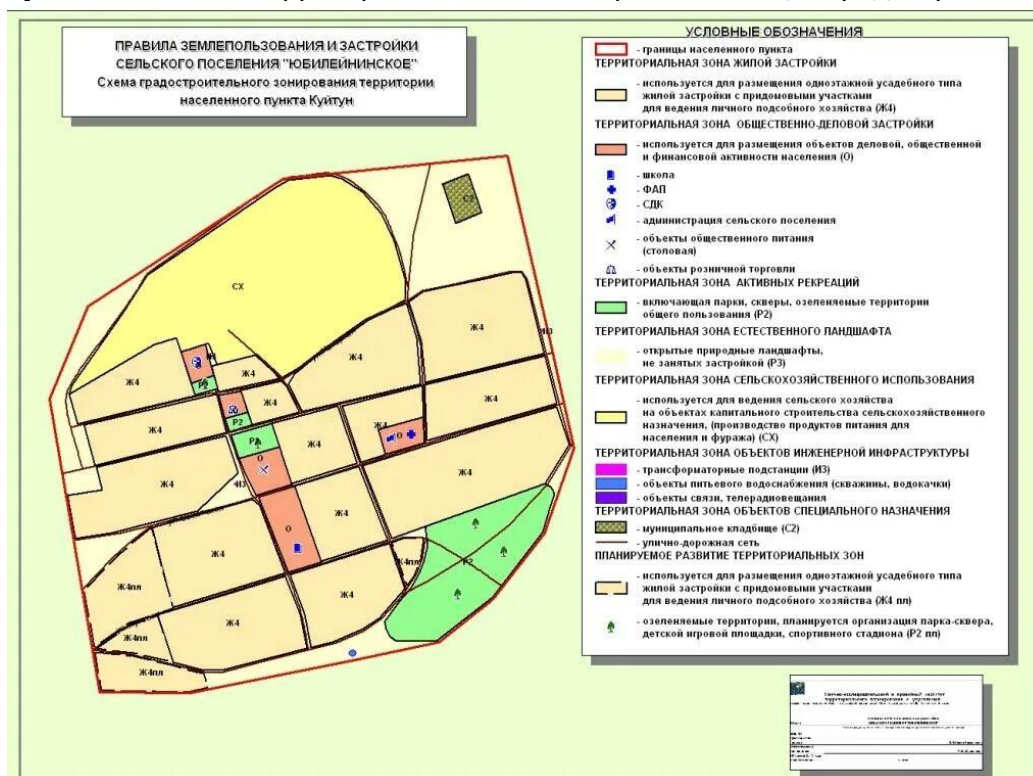 ПРАВИЛА ЗЕМЛЕПОЛЬЗОВАНИЯ И ЗАСТРОЙКИ
СЕЛЬСКОГО ПОСЕЛЕНИЯ "ЮБИЛЕЙНИНСКОЕ"
Схема градостроительного зонирования территории
населенного пункта Куйтун
УСЛОВНЫЕ ОБОЗНАЧЕНИЯ
- границы населенного пункта
ТЕРРИТОРИАЛЬНАЯ ЗОНА ЖИЛОЙ ЗАСТРОЙКИ
- используется для размещения одноэтажной усадебного типа
жилой застройки с придомовыми участками
для ведения личного подсобного хозяйства (Ж4)
ТЕРРИТОРИАЛЬНАЯ ЗОНА ОБЩЕСТВЕННО-ДЕЛОВОЙ ЗАСТРОЙКИ
- используется для размещения объектов деловой, общественной
и финансовой активности населения (О)
- школа
- ФАП
- СДК
- администрация сельского поселения
- объекты общественного питания
(столовая)
- объекты розничной торговли
ТЕРРИТОРИАЛЬНАЯ ЗОНА АКТИВНЫХ РЕКРЕАЦИЙ
- включающая парки, скверы, озеленяемые территории
общего пользования (Р2)
ТЕРРИТОРИАЛЬНАЯ ЗОНА ЕСТЕСТВЕННОГО ЛАНДШАФТА
- открытые природные ландшафты,
не занятых застройкой (Р3)
ТЕРРИТОРИАЛЬНАЯ ЗОНА СЕЛЬСКОХОЗЯЙСТВЕННОГО ИСПОЛЬЗОВАНИЯ
- используется для ведения сельского хозяйства
на объектах капитального строительства сельскохозяйственного
назначения, (производство продуктов питания для
населения и фуража) (СХ)
ТЕРРИТОРИАЛЬНАЯ ЗОНА ОБЪЕКТОВ ИНЖЕНЕРНОЙ ИНФРАСТРУКТУРЫ
- трансформаторные подстанции (И3)
- объекты питьевого водоснабжения (скважины, водокачки)
- объекты связи, телерадиовещания
ТЕРРИТОРИАЛЬНАЯ ЗОНА ОБЪЕКТОВ СПЕЦИАЛЬНОГО НАЗНАЧЕНИЯ
- муниципальное кладбище (С2)
- улично-дорожная сеть
ПЛАНИРУЕМОЕ РАЗВИТИЕ ТЕРРИТОРИАЛЬНЫХ ЗОН
- используется для размещения одноэтажной усадебного типа
жилой застройки с придомовыми участками
для ведения личного подсобного хозяйства (Ж4 пл)
- озеленяемые территории, планируется организация парка-сквера,
детской игровой площадки, спортивного стадиона (Р2 пл)
С2
СХ
Ж4
И3
Ж4
Ж4
Ж4
Ж4
Р2
Ж4
Ж4
Р2
Ж4
Ж4
Р2
Ж4
О
О
Ж4
И3
Ж4
Ж4
О
Ж4
Р2
Ж4пл
Ж4пл
Ж4
Ж4
Ж4пл
Ж4пл